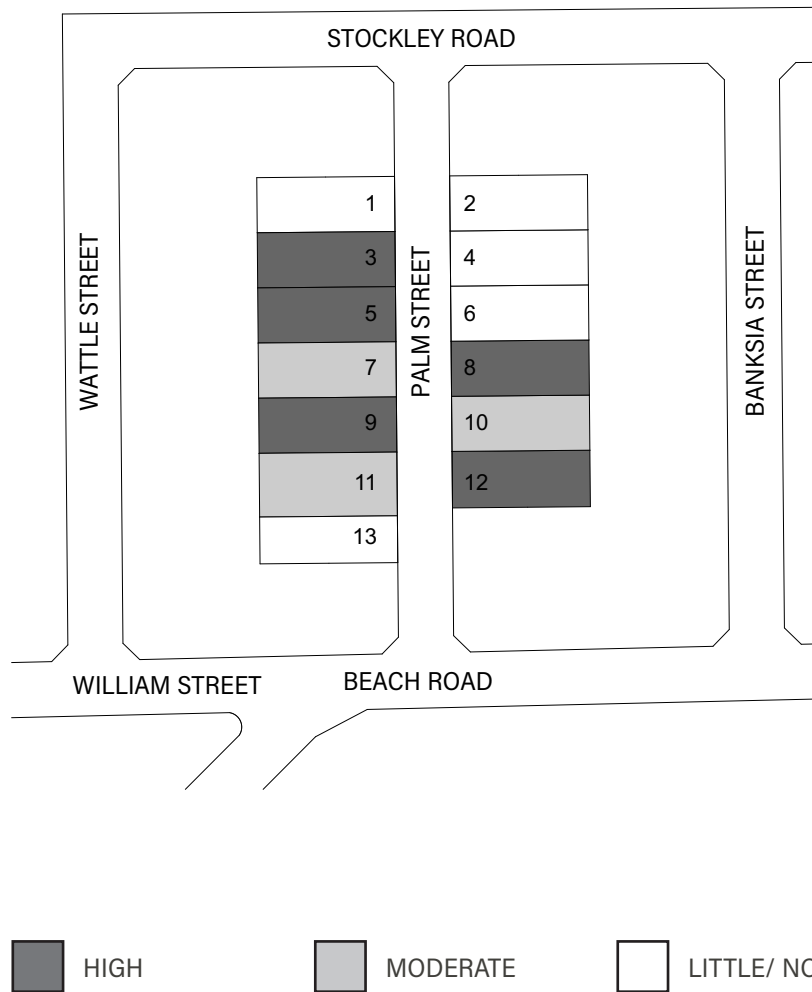 STOCKLEY ROAD
WATTLE STREET
PALM STREET
BANKSIA STREET
1
2
3
4
5
6
7
8
9
10
11
12
13
WILLIAM STREET
BEACH ROAD
HIGH
MODERATE
LITTLE/